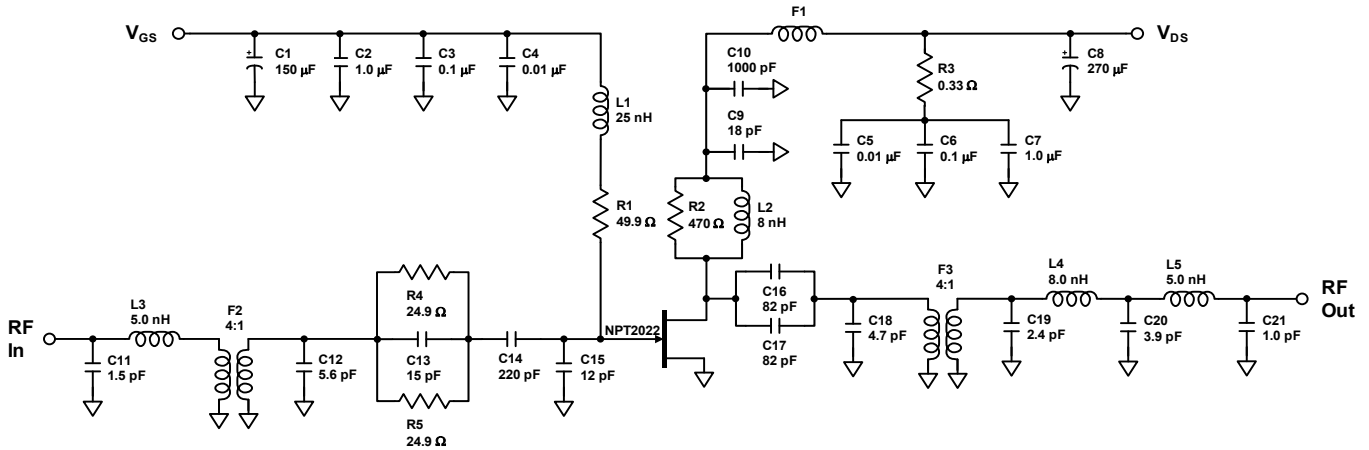 V_GS
C1
150 µF
C2
1.0 µF
C3
0.1 µF
C4
0.01 µF
L1
25 nH
R1
49.9 Ω
F1
C10
1000 pF
C9
18 pF
R2
470 Ω
L2
8 nH
R3
0.33 Ω
C8
270 µF
V_DS
C5
0.01 µF
C6
0.1 µF
C7
1.0 µF
RF
In
L3
5.0 nH
C11
1.5 pF
F2
4:1
C12
5.6 pF
R4
24.9 Ω
C13
15 pF
R5
24.9 Ω
C14
220 pF
C15
12 pF
NPT2022
C16
82 pF
C17
82 pF
C18
4.7 pF
F3
4:1
C19
2.4 pF
L4
8.0 nH
C20
3.9 pF
L5
5.0 nH
C21
1.0 pF
RF
Out